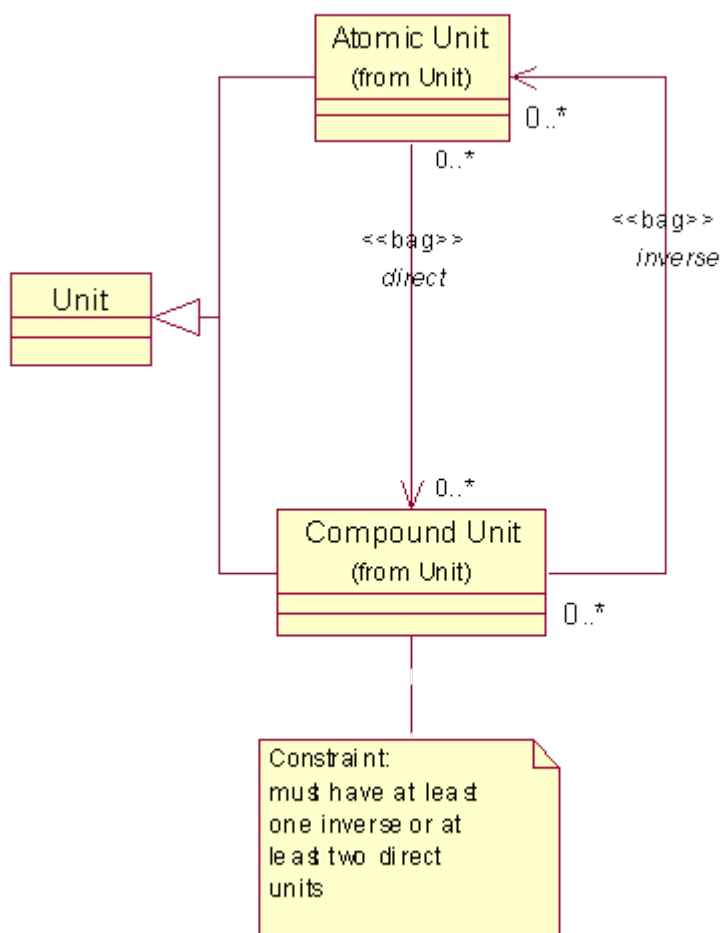 Atomic Unit
(from Unit)
0..*
0..*
<<bag>>
direct
<<bag>>
inverse
Unit
0..*
Compound Unit
(from Unit)
0..*
Constraint:
must have at least
one inverse or at
least two direct
units